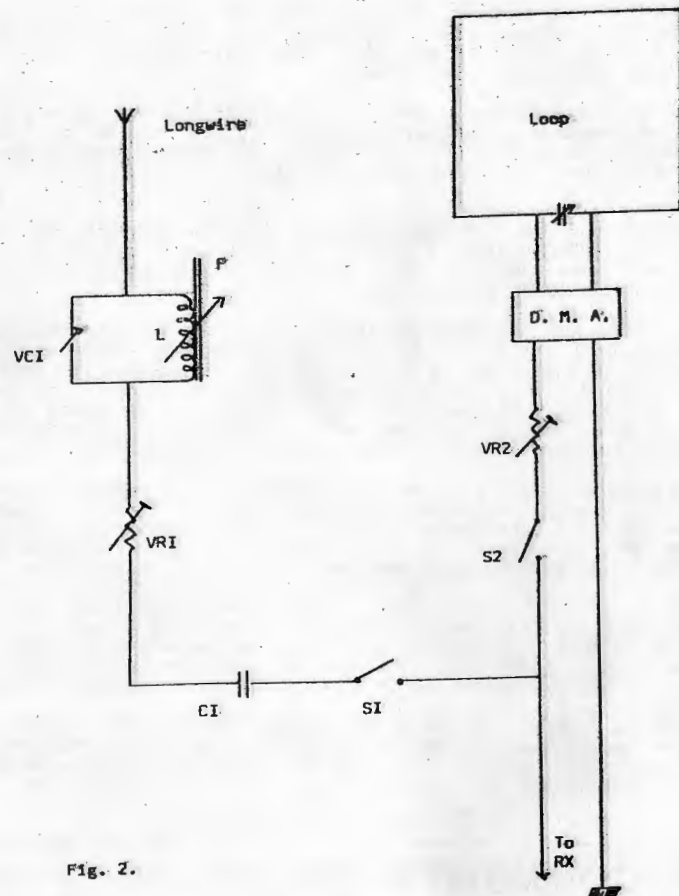 Longwire
Loop
F
L
VCI
D. M. A.
VR2
VRI
S2
CI
SI
To
RX
Fig. 2.